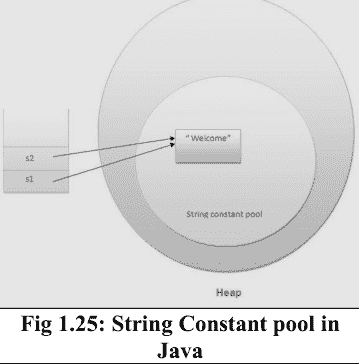 "Welcome"
s2
s1
String constant pool
Heap
Fig 1.25: String Constant pool in
Java